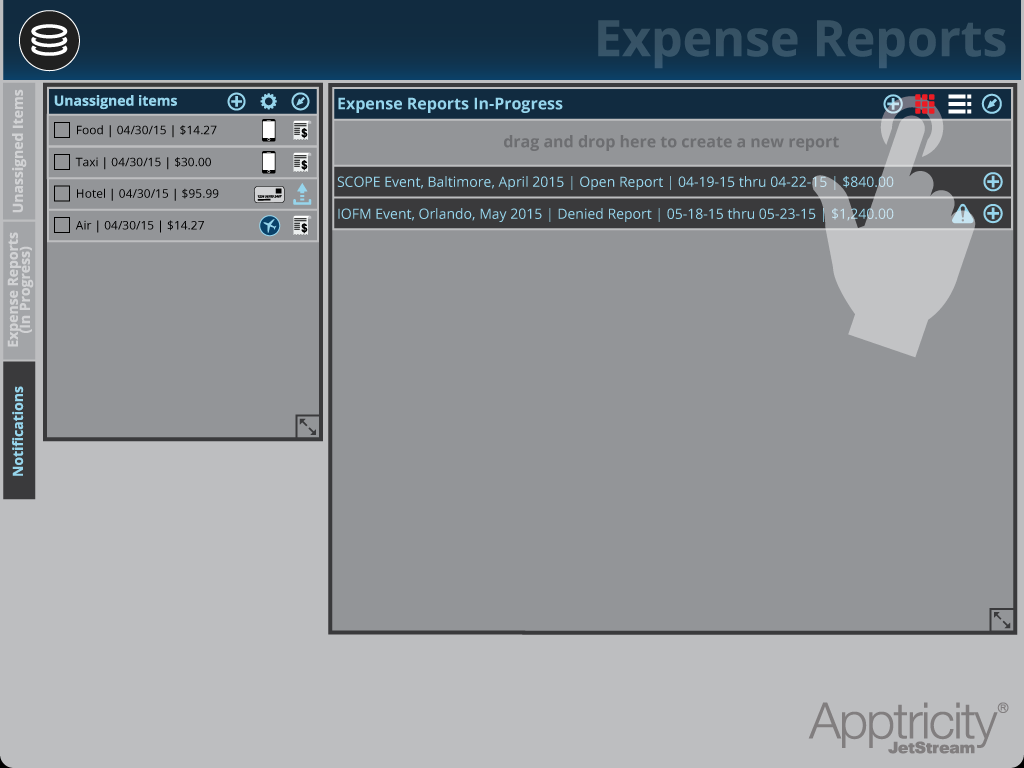 Expense Reports
Unassigned Items
Expense Reports
(In Progress)
Notifications
Unassigned items
Food | 04/30/15 | $14.27
Taxi | 04/30/15 | $30.00
Hotel | 04/30/15 | $95.99
Air | 04/30/15 | $14.27
Expense Reports In-Progress
drag and drop here to create a new report
SCOPE Event, Baltimore, April 2015 | Open Report | 04-19-15 thru 04-22-15 | $840.00
IOFM Event, Orlando, May 2015 | Denied Report | 05-18-15 thru 05-23-15 | $1,240.00
Apptricity®
JetStream